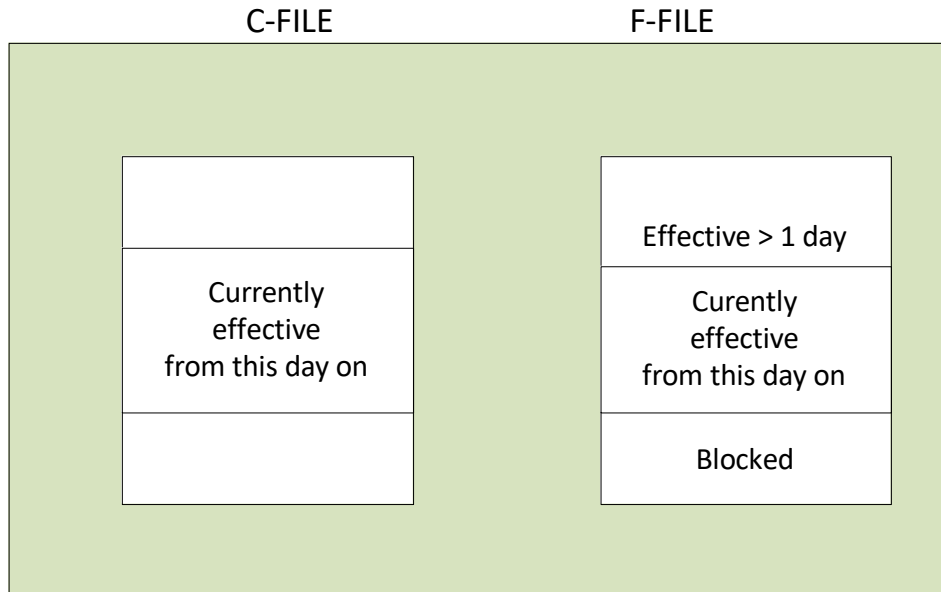 C-FILE
F-FILE
Currently
effective
from this day on
Effective > 1 day
Curently
effective
from this day on
Blocked